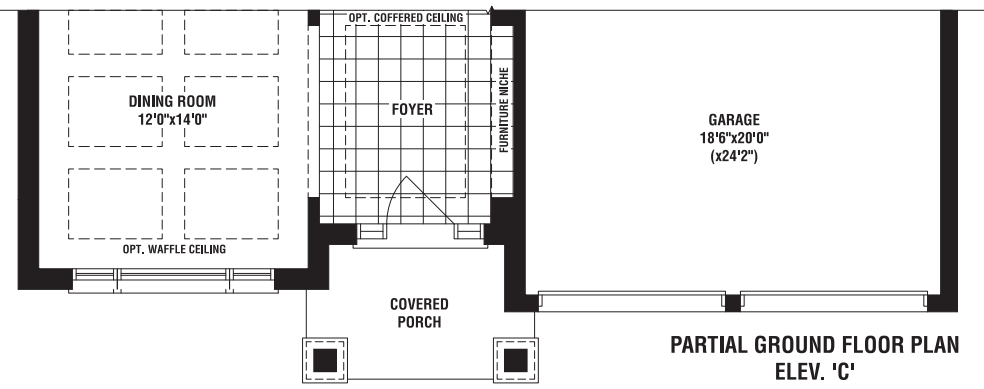 OPT. COFFERED CEILING
DINING ROOM
12'0"x14'0"
FOYER
FURNITURE NICHE
GARAGE
18'6"x20'0"
(x24'2")
OPT. WAFFLE CEILING
COVERED
PORCH
PARTIAL GROUND FLOOR PLAN
ELEV. 'C'